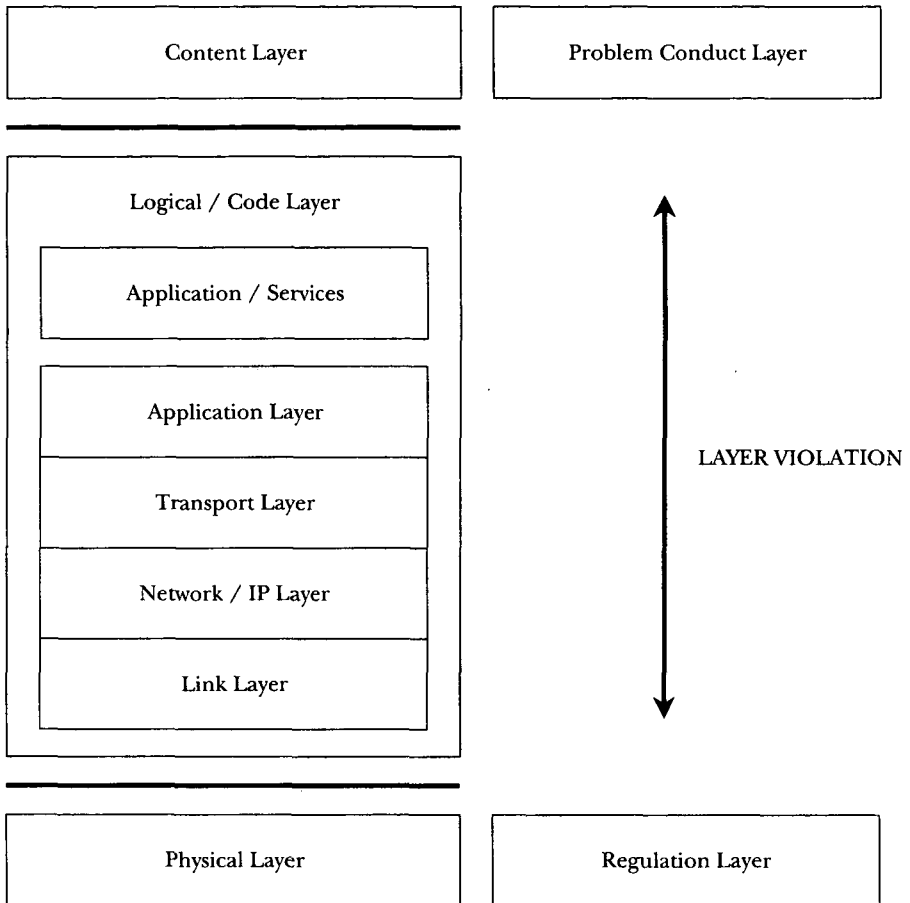 Content Layer
Problem Conduct Layer
Logical / Code Layer
Application / Services
Application Layer
Transport Layer
Network / IP Layer
Link Layer
LAYER VIOLATION
Physical Layer
Regulation Layer